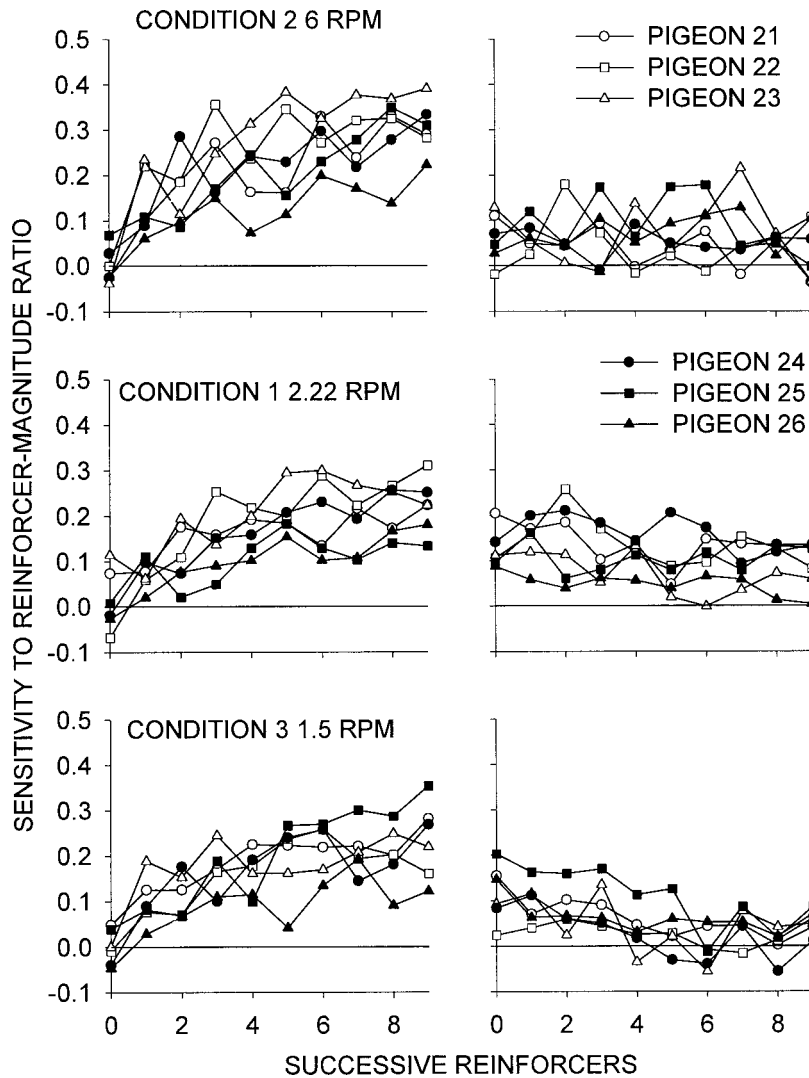 CONDITION 2 6 RPM
PIGEON 21
PIGEON 22
PIGEON 23
0.5
0.4
0.3
0.2
0.1
0.0
-0.1
0 2 4 6 8
0 2 4 6 8
PIGEON 24
PIGEON 25
PIGEON 26
CONDITION 1 2.22 RPM
0.5
0.4
0.3
0.2
0.1
0.0
-0.1
CONDITION 3 1.5 RPM
0.5
0.4
0.3
0.2
0.1
0.0
-0.1
SENSITIVITY TO REINFORCER-MAGNITUDE RATIO
SUCCESSIVE REINFORCERS